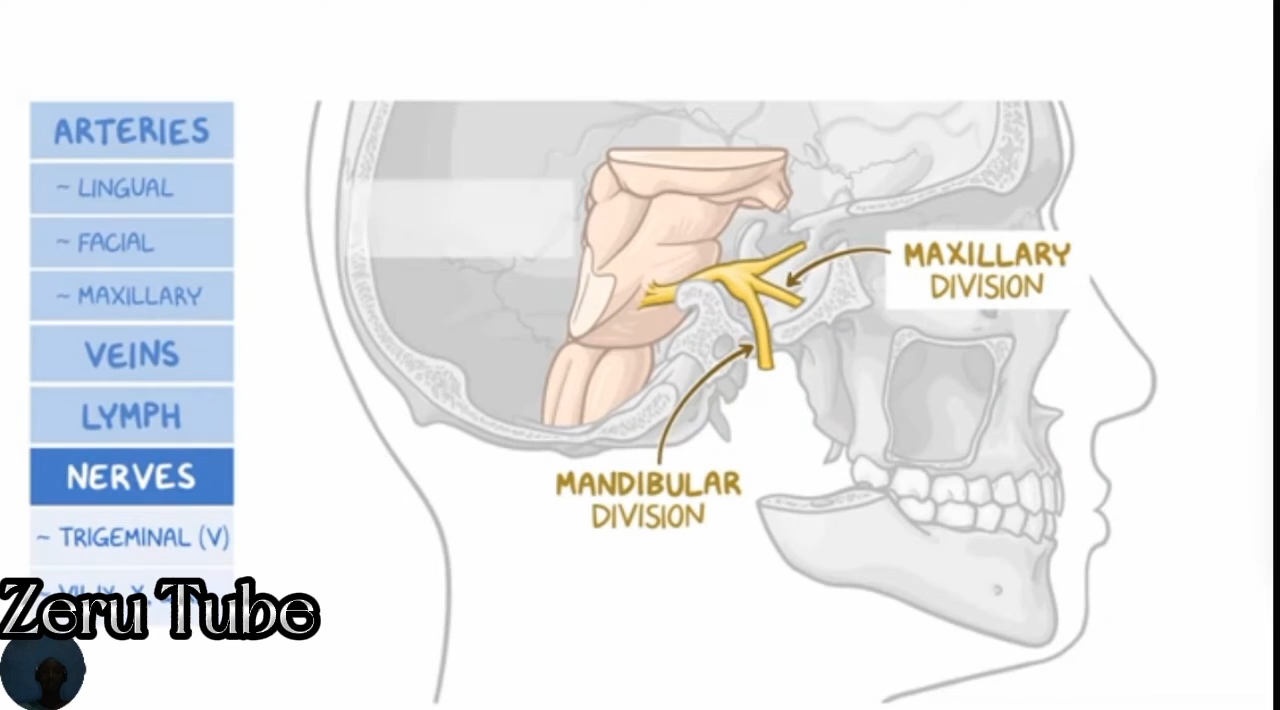 ARTERIES
~ LINGUAL
~ FACIAL
~ MAXILLARY
VEINS
LYMPH
NERVES
~ TRIGEMINAL (V)
Zeru Tube
MAXILLARY
DIVISION
MANDIBULAR
DIVISION